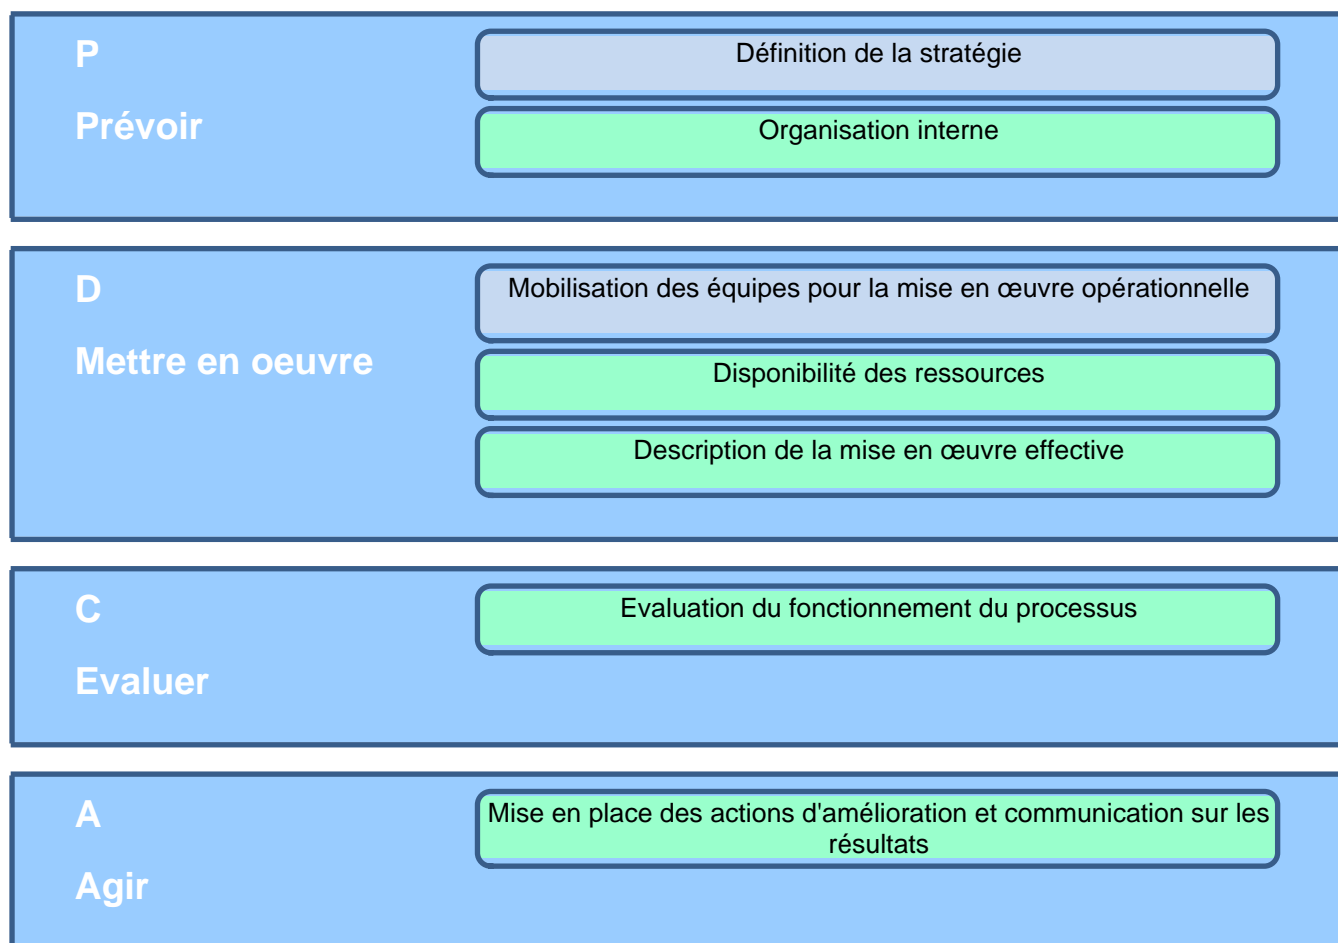 P
Prévoir
Définition de la stratégie
Organisation interne
D
Mettre en oeuvre
Mobilisation des équipes pour la mise en œuvre opérationnelle
Disponibilité des ressources
Description de la mise en œuvre effective
C
Evaluer
Evaluation du fonctionnement du processus
A
Agir
Mise en place des actions d'amélioration et communication sur les
résultats